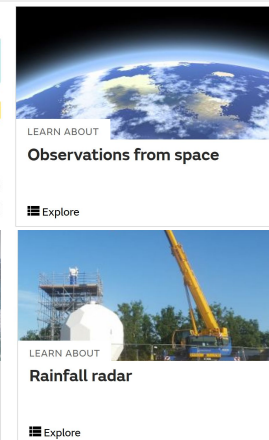 LEARN ABOUT
Observations from space
Explore
LEARN ABOUT
Rainfall radar
Explore